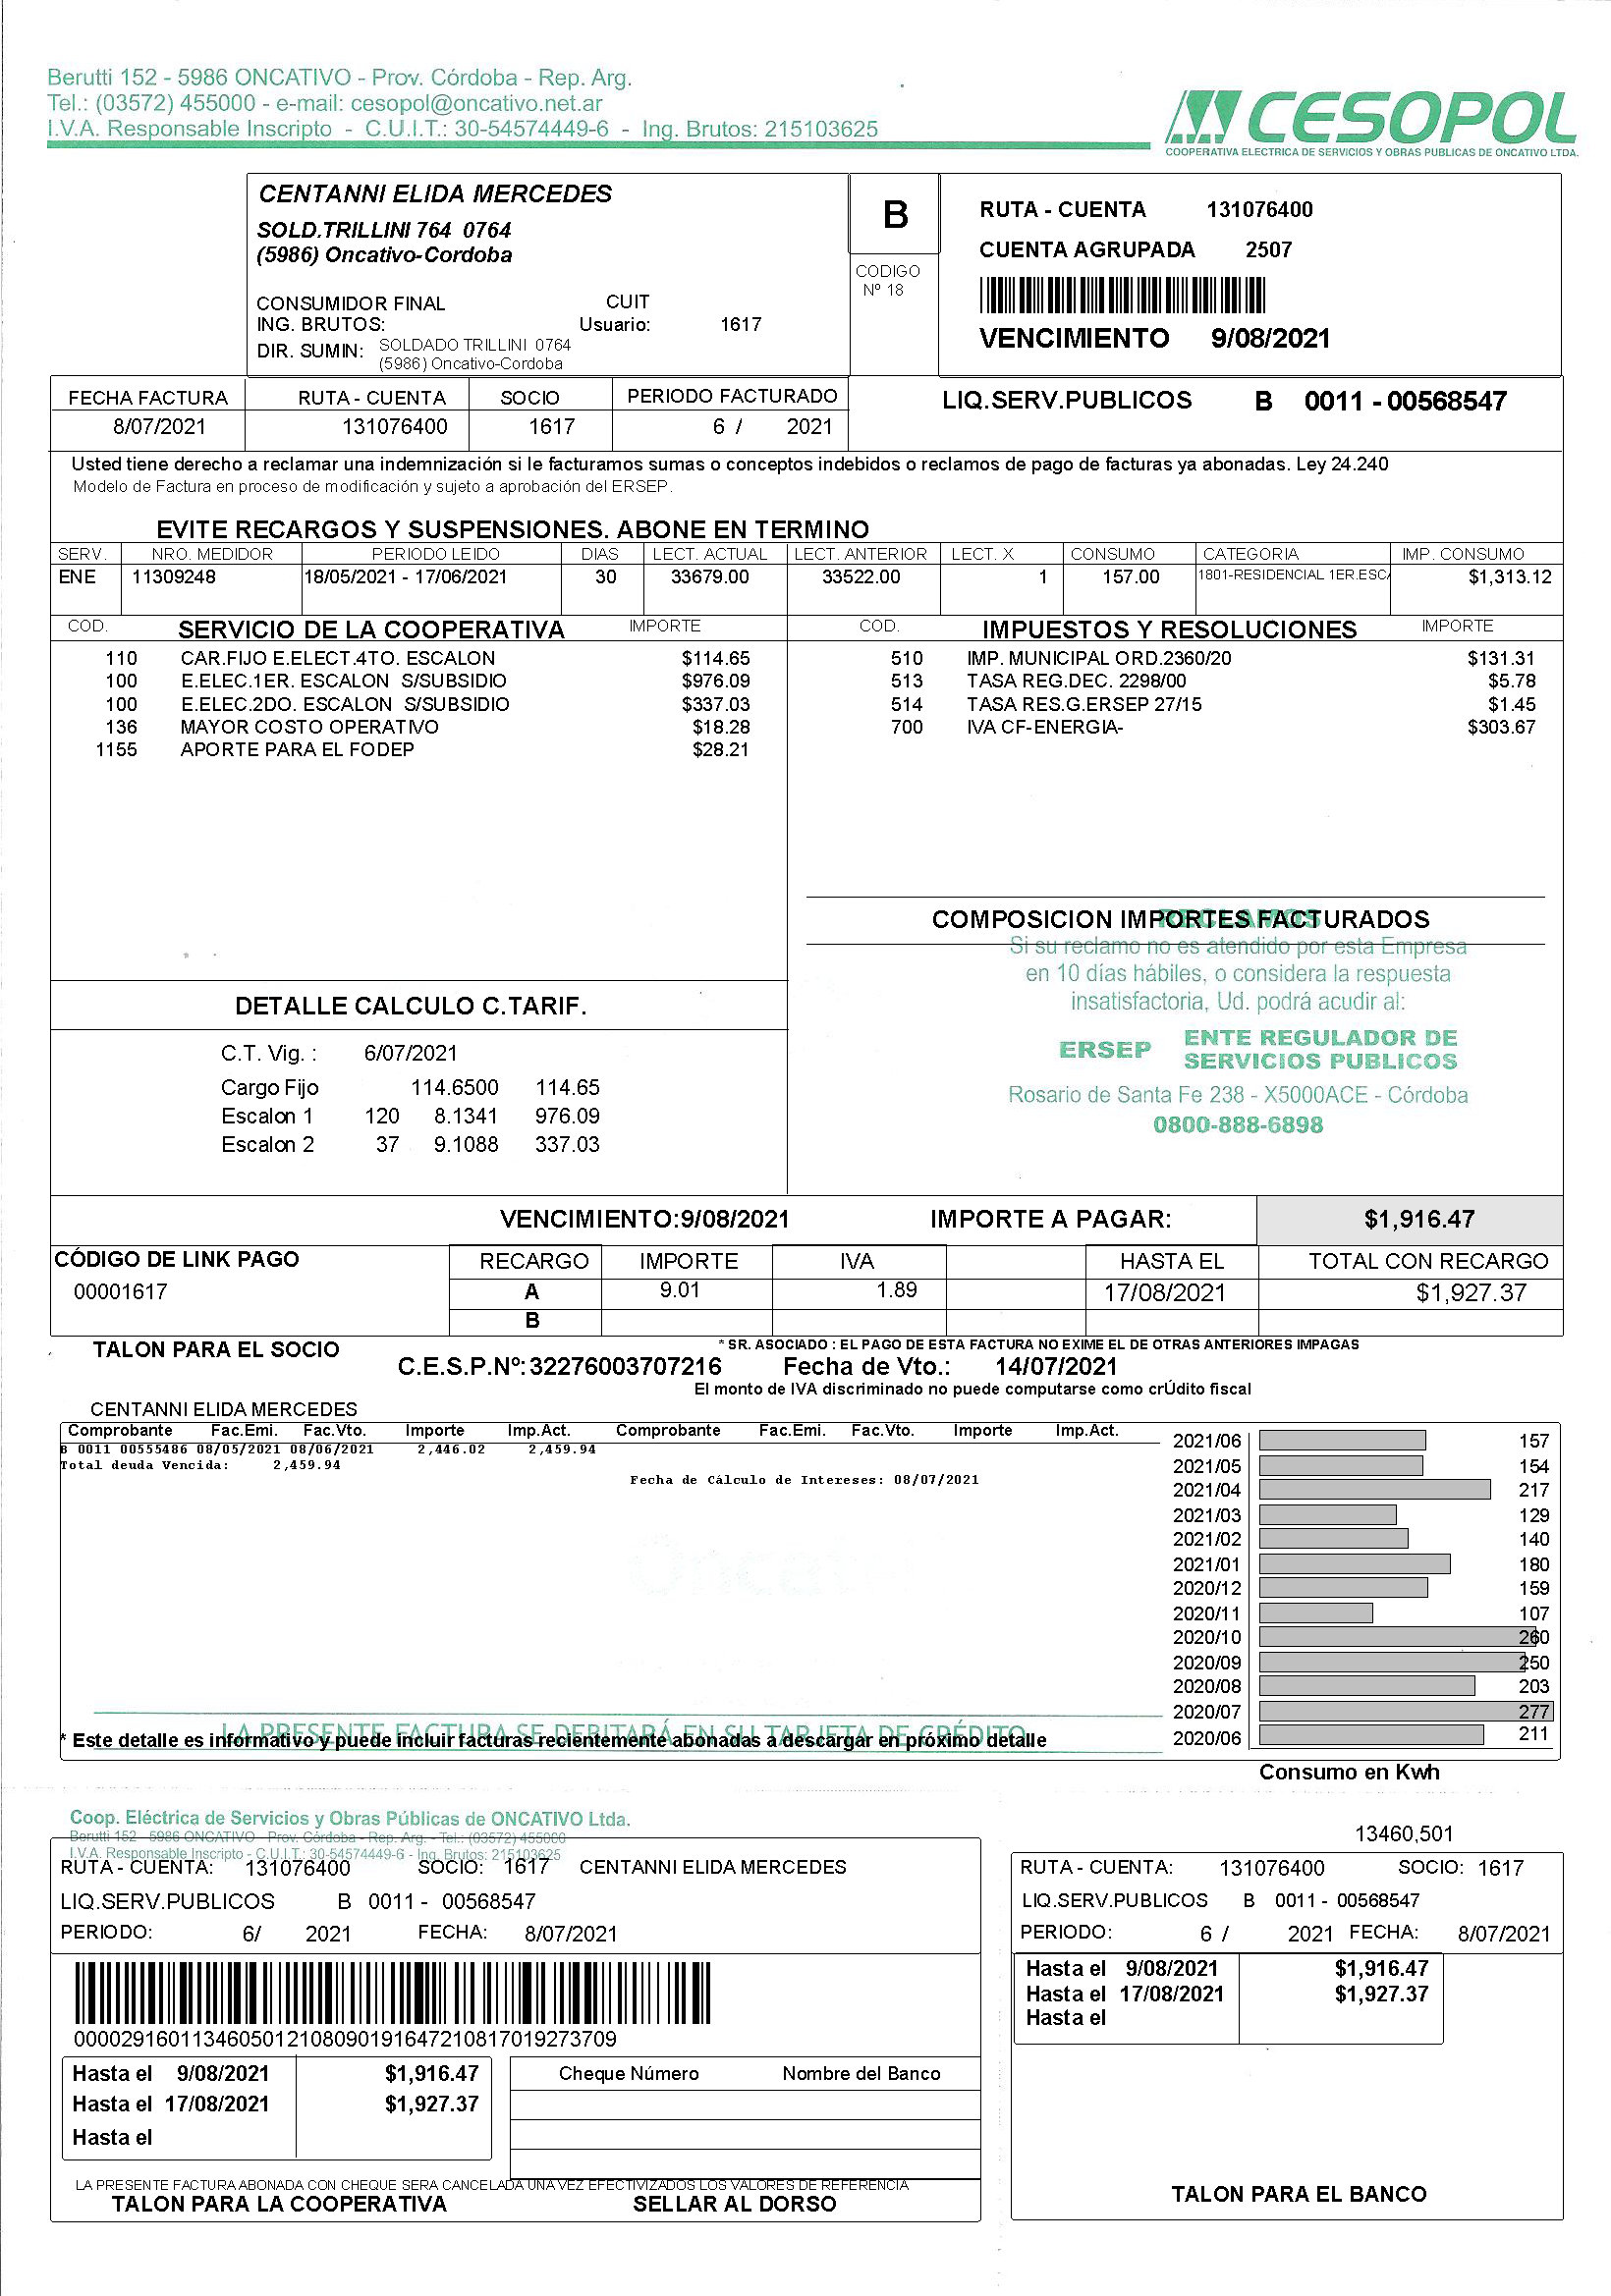 Berutti 152 - 5986 ONCATIVO - Prov. Córdoba - Rep. Arg.
Tel.: (03572) 455000 - e-mail: cesopol@oncativo.net.ar
I.V.A. Responsable Inscripto - C.U.I.T.: 30-54574449-6 - Ing. Brutos: 215103625
CESOPOL
COOPERATIVA ELECTRICA DE SERVICIOS Y OBRAS PUBLICAS DE ONCATIVO LTDA.
CENTANNI ELIDA MERCEDES
SOLD.TRILLINI 764 0764
(5986) Oncativo-Cordoba
CONSUMIDOR FINAL CUIT
ING. BRUTOS: Usuario: 1617
DIR. SUMIN: SOLDADO TRILLINI 0764
(5986) Oncativo-Cordoba
B
CODIGO
Nº 18
RUTA - CUENTA 131076400
CUENTA AGRUPADA 2507
VENCIMIENTO 9/08/2021
FECHA FACTURA RUTA - CUENTA SOCIO PERIODO FACTURADO
8/07/2021 131076400 1617 6 / 2021
LIQ.SERV.PUBLICOS B 0011 - 00568547
Usted tiene derecho a reclamar una indemnización si le facturamos sumas o conceptos indebidos o reclamos de pago de facturas ya abonadas. Ley 24.240
Modelo de Factura en proceso de modificación y sujeto a aprobación del ERSEP.
EVITE RECARGOS Y SUSPENSIONES. ABONE EN TERMINO
SERV. NRO. MEDIDOR PERIODO LEIDO DIAS LECT. ACTUAL LECT. ANTERIOR LECT. X CONSUMO CATEGORIA IMP. CONSUMO
ENE 11309248 18/05/2021 - 17/06/2021 30 33679.00 33522.00 1 157.00 1801-RESIDENCIAL 1ER.ESCA $1,313.12
COD. SERVICIO DE LA COOPERATIVA IMPORTE
110 CAR.FIJO E.ELECT.4TO. ESCALON $114.65
100 E.ELEC.1ER. ESCALON S/SUBSIDIO $976.09
100 E.ELEC.2DO. ESCALON S/SUBSIDIO $337.03
136 MAYOR COSTO OPERATIVO $18.28
1155 APORTE PARA EL FODEP $28.21
COD. IMPUESTOS Y RESOLUCIONES IMPORTE
510 IMP. MUNICIPAL ORD.2360/20 $131.31
513 TASA REG.DEC. 2298/00 $5.78
514 TASA RES.G.ERSEP 27/15 $1.45
700 IVA CF-ENERGIA- $303.67
COMPOSICION IMPORTES FACTURADOS
RECLAMOS
Si su reclamo no es atendido por esta Empresa
en 10 días hábiles, o considera la respuesta
insatisfactoria, Ud. podrá acudir al:
ERSEP ENTE REGULADOR DE
SERVICIOS PUBLICOS
Rosario de Santa Fe 238 - X5000ACE - Córdoba
0800-888-6898
DETALLE CALCULO C.TARIF.
C.T. Vig. : 6/07/2021
Cargo Fijo 114.6500 114.65
Escalon 1 120 8.1341 976.09
Escalon 2 37 9.1088 337.03
VENCIMIENTO:9/08/2021 IMPORTE A PAGAR: $1,916.47
CÓDIGO DE LINK PAGO RECARGO IMPORTE IVA HASTA EL TOTAL CON RECARGO
00001617 A 9.01 1.89 17/08/2021 $1,927.37
B
TALON PARA EL SOCIO
* SR. ASOCIADO : EL PAGO DE ESTA FACTURA NO EXIME EL DE OTRAS ANTERIORES IMPAGAS
C.E.S.P.Nº: 32276003707216 Fecha de Vto.: 14/07/2021
El monto de IVA discriminado no puede computarse como crÚdito fiscal
CENTANNI ELIDA MERCEDES
Comprobante Fac.Emi. Fac.Vto. Importe Imp.Act. Comprobante Fac.Emi. Fac.Vto. Importe Imp.Act.
B 0011 00555486 08/05/2021 08/06/2021 2,446.02 2,459.94
Total deuda Vencida: 2,459.94
Fecha de Cálculo de Intereses: 08/07/2021
2021/06 157
2021/05 154
2021/04 217
2021/03 129
2021/02 140
2021/01 180
2020/12 159
2020/11 107
2020/10 260
2020/09 250
2020/08 203
2020/07 277
2020/06 211
Consumo en Kwh
LA PRESENTE FACTURA SE DEBITARÁ EN SU TARJETA DE CRÉDITO
* Este detalle es informativo y puede incluir facturas recientemente abonadas a descargar en próximo detalle
Coop. Eléctrica de Servicios y Obras Públicas de ONCATIVO Ltda.
Berutti 152 - 5986 ONCATIVO - Prov. Córdoba - Rep. Arg. - Tel.: (03572) 455000
I.V.A. Responsable Inscripto - C.U.I.T.: 30-54574449-6 - Ing. Brutos: 215103625
RUTA - CUENTA: 131076400 SOCIO: 1617 CENTANNI ELIDA MERCEDES
LIQ.SERV.PUBLICOS B 0011 - 00568547
PERIODO: 6/ 2021 FECHA: 8/07/2021
00002916011346050121080901916472108170192​73709
Hasta el 9/08/2021 $1,916.47
Hasta el 17/08/2021 $1,927.37
Hasta el
Cheque Número Nombre del Banco
LA PRESENTE FACTURA ABONADA CON CHEQUE SERA CANCELADA UNA VEZ EFECTIVIZADOS LOS VALORES DE REFERENCIA
TALON PARA LA COOPERATIVA SELLAR AL DORSO
13460,501
RUTA - CUENTA: 131076400 SOCIO: 1617
LIQ.SERV.PUBLICOS B 0011 - 00568547
PERIODO: 6 / 2021 FECHA: 8/07/2021
Hasta el 9/08/2021 $1,916.47
Hasta el 17/08/2021 $1,927.37
Hasta el
TALON PARA EL BANCO